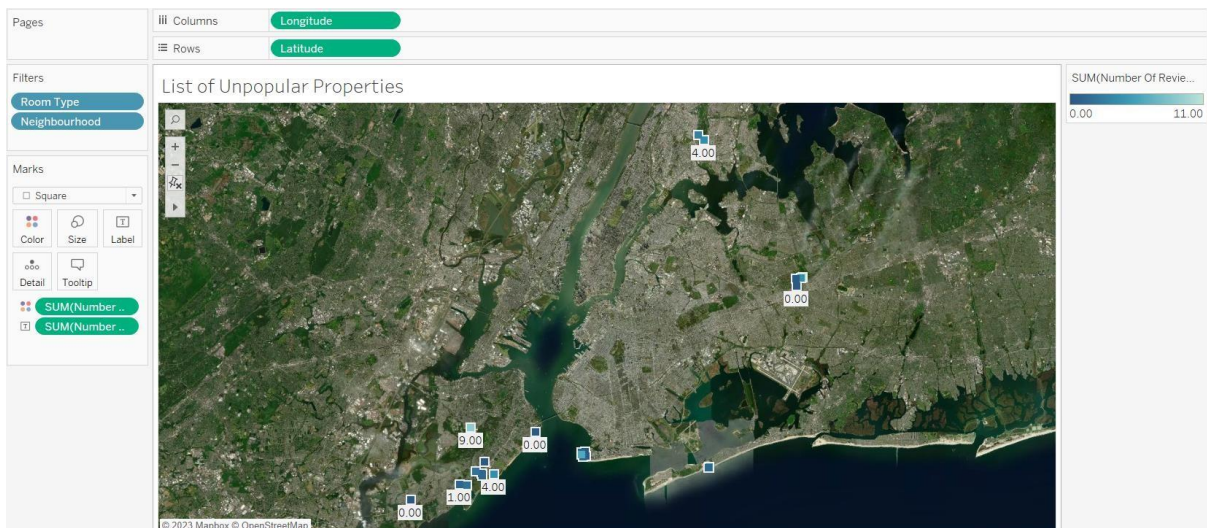 Pages
Columns
Longitude
Rows
Latitude
Filters
Room Type
Neighbourhood
Marks
Square
Color
Size
Label
Detail
Tooltip
SUM(Number ..
SUM(Number ..
List of Unpopular Properties
4.00
0.00
9.00
0.00
4.00
1.00
0.00
© 2023 Mapbox © OpenStreetMap
SUM(Number Of Revie...
0.00 11.00